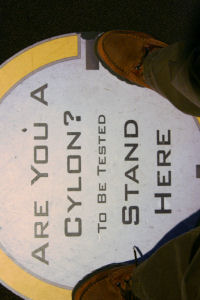 ARE YOU A
CYLON?
TO BE TESTED
STAND
HERE